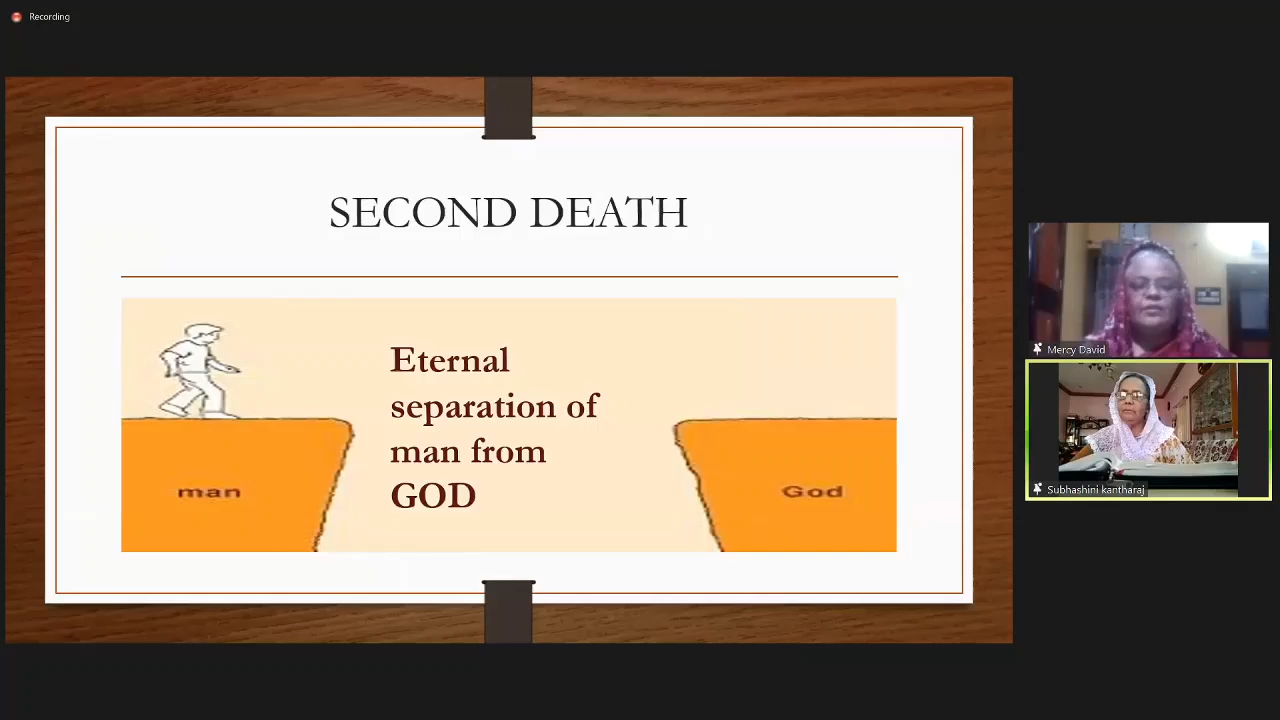 Recording
SECOND DEATH
Eternal
separation of
man from
GOD
man
God
Mercy David
Subhashini kantharaj